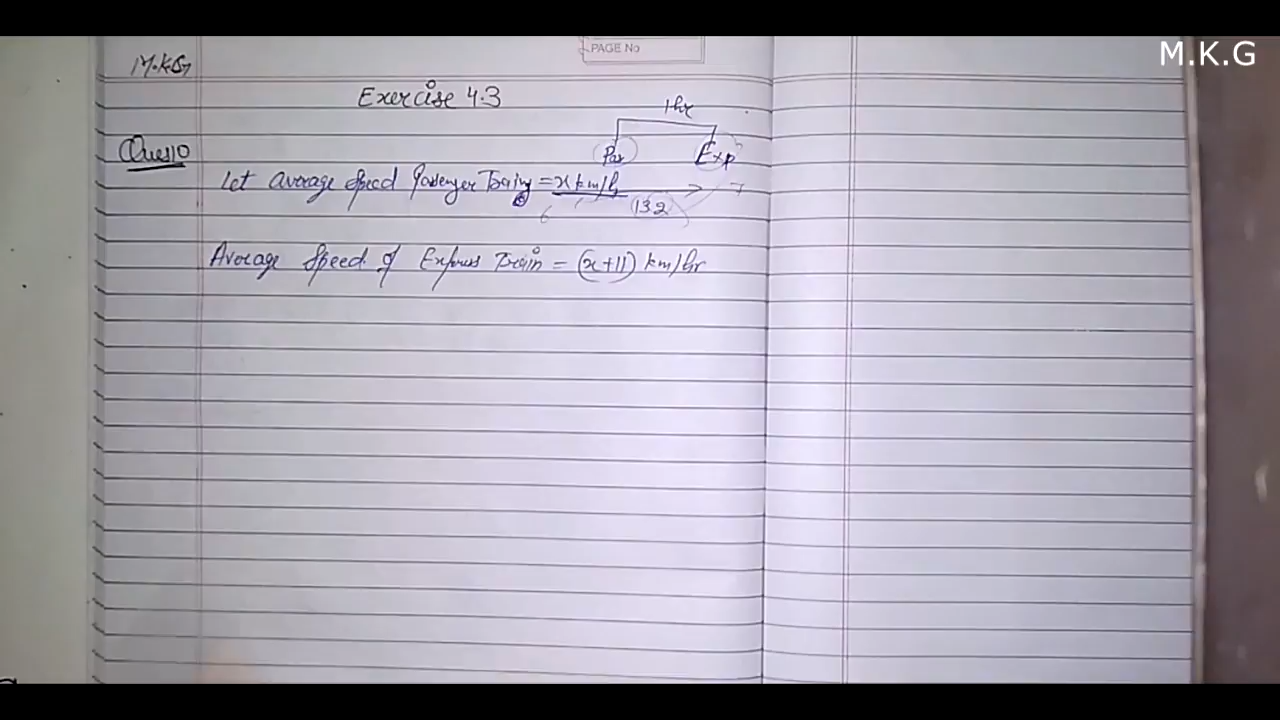 PAGE No
M.K.G
M.K.G
Exercise 4.3
1hr
Ques10
Pas
Exp
Let Average Speed Passenger Train = x km/h
132
Average Speed of Express Train = (x+11) km/hr